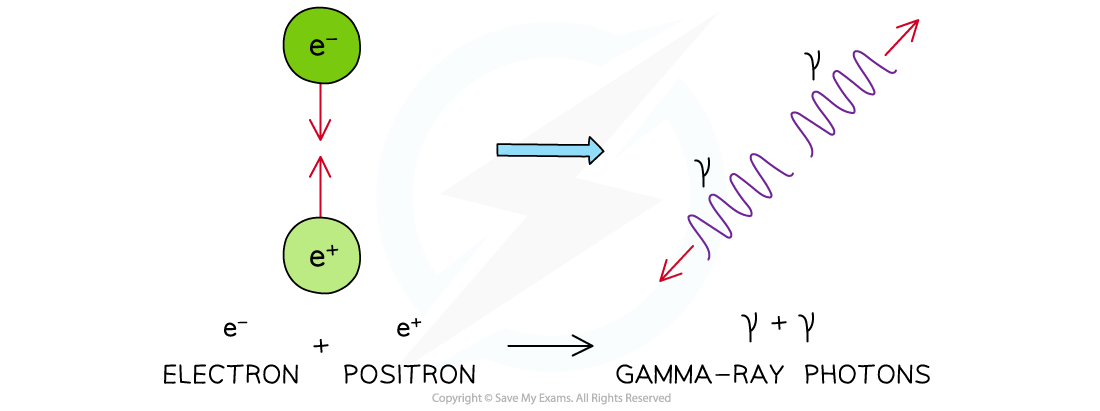 e⁻
γ
γ
e⁺
e⁻ + e⁺ → γ + γ
ELECTRON POSITRON GAMMA–RAY PHOTONS
Copyright © Save My Exams. All Rights Reserved